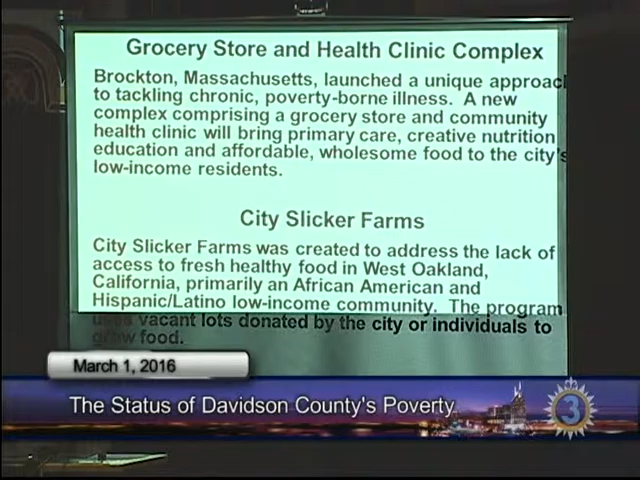 Grocery Store and Health Clinic Complex
Brockton, Massachusetts, launched a unique approach
to tackling chronic, poverty-borne illness. A new
complex comprising a grocery store and community
health clinic will bring primary care, creative nutrition
education and affordable, wholesome food to the city's
low-income residents.
City Slicker Farms
City Slicker Farms was created to address the lack of
access to fresh healthy food in West Oakland,
California, primarily an African American and
Hispanic/Latino low-income community. The program
uses vacant lots donated by the city or individuals to
grow food.
March 1, 2016
The Status of Davidson County's Poverty
3